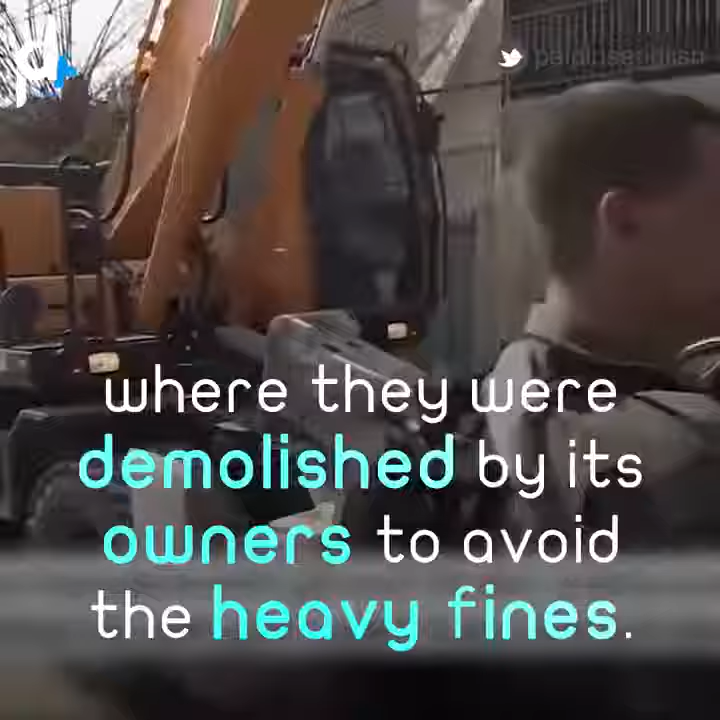 where they were
demolished by its
owners to avoid
the heavy fines.